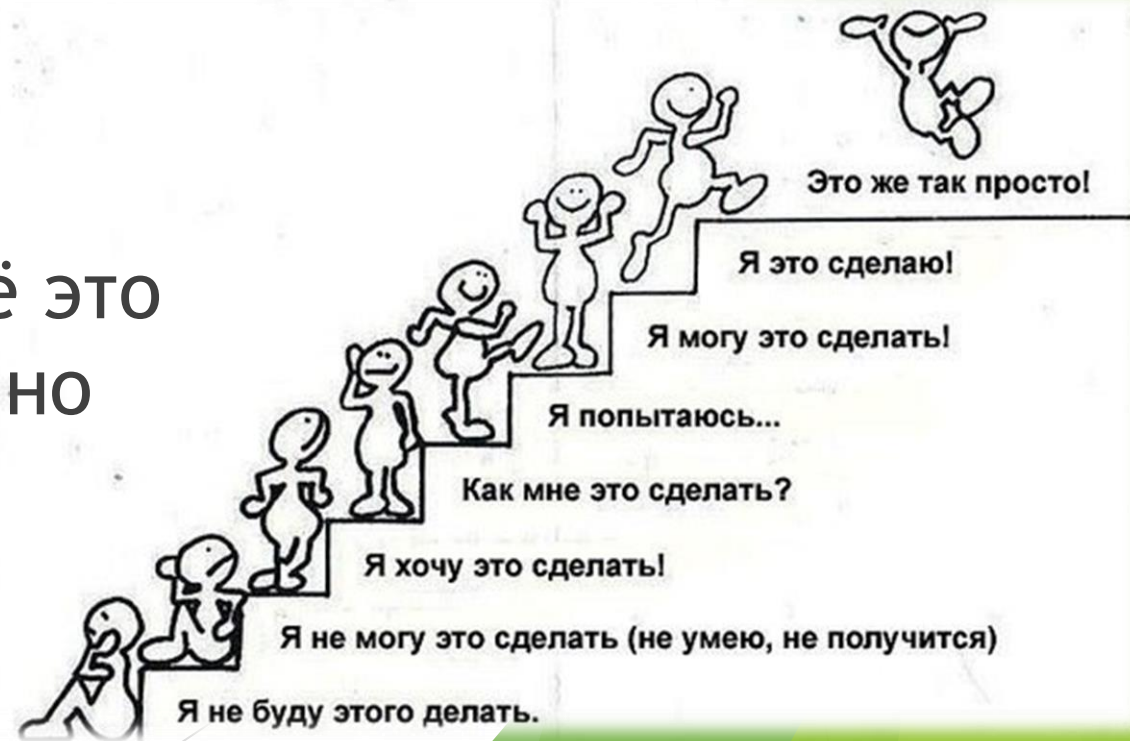 Это же так просто!
Я это сделаю!
ё это
Я могу это сделать!
но
Я попытаюсь...
Как мне это сделать?
Я хочу это сделать!
Я не могу это сделать (не умею, не получится)
Я не буду этого делать.